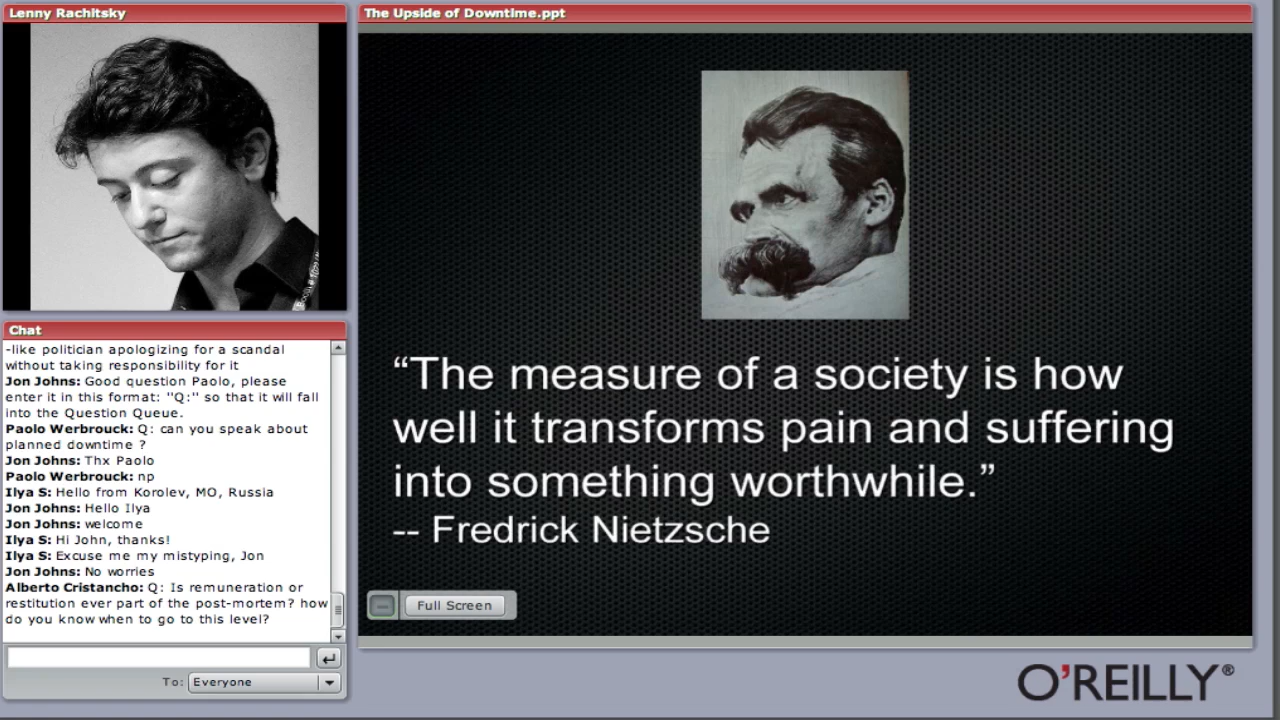 Lenny Rachitsky
The Upside of Downtime.ppt
“The measure of a society is how
well it transforms pain and suffering
into something worthwhile.”
-- Fredrick Nietzsche
Full Screen
Chat
-like politician apologizing for a scandal
without taking responsibility for it
Jon Johns: Good question Paolo, please
enter it in this format: "Q:" so that it will fall
into the Question Queue.
Paolo Werbrouck: Q: can you speak about
planned downtime ?
Jon Johns: Thx Paolo
Paolo Werbrouck: np
Ilya S: Hello from Korolev, MO, Russia
Jon Johns: Hello Ilya
Jon Johns: welcome
Ilya S: Hi John, thanks!
Ilya S: Excuse me my mistyping, Jon
Jon Johns: No worries
Alberto Cristancho: Q: Is remuneration or
restitution ever part of the post-mortem? how
do you know when to go to this level?
To: Everyone
O'REILLY®